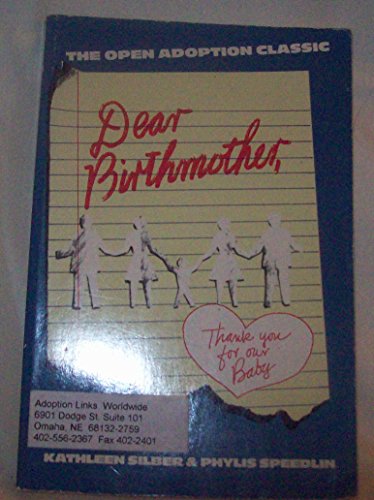 THE OPEN ADOPTION CLASSIC
Dear
Birthmother,
Thank you
for our
Baby
Adoption Links Worldwide
6901 Dodge St. Suite 101
Omaha, NE 68132-2759
402-556-2367 Fax 402-2401
KATHLEEN SILBER & PHYLIS SPEEDLIN